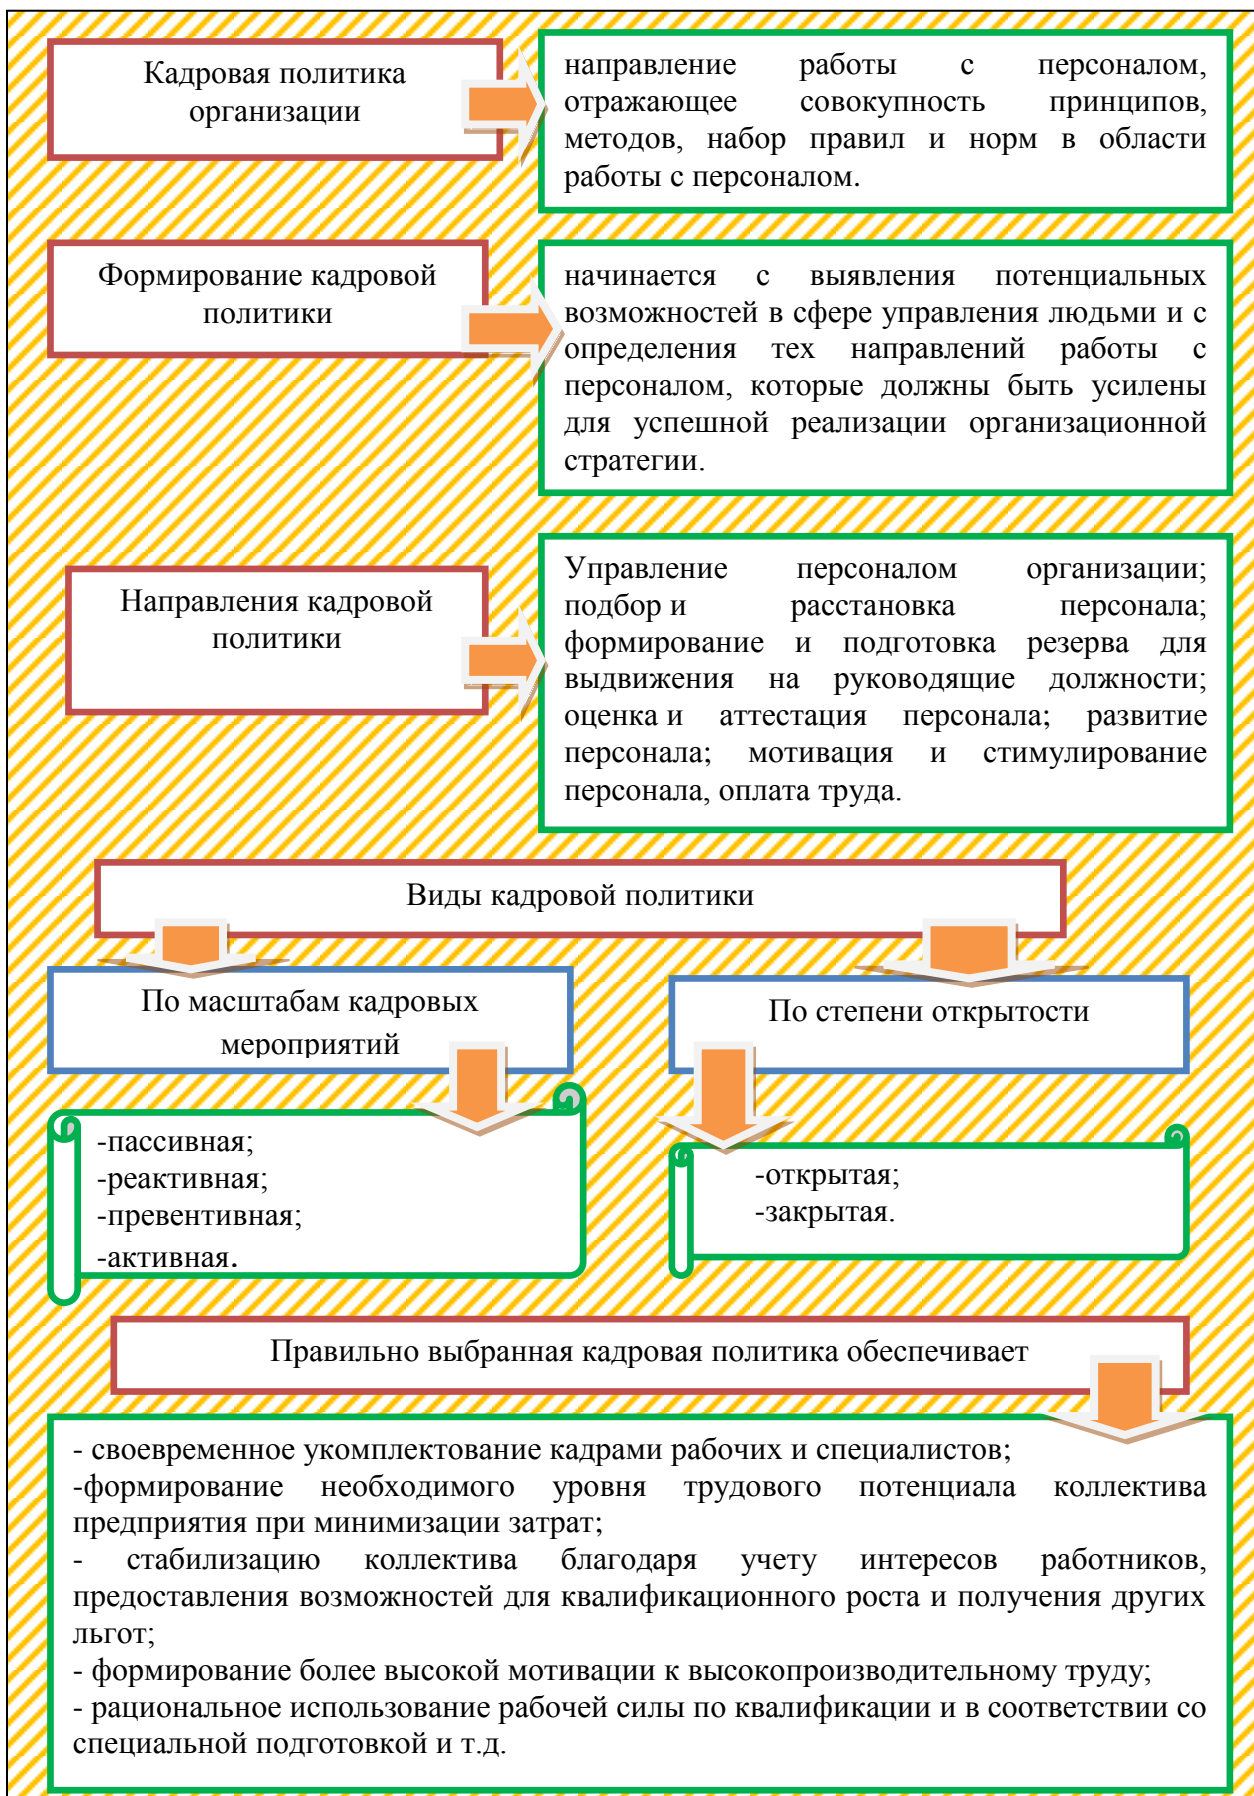 Кадровая политика
организации
направление работы с персоналом,
отражающее совокупность принципов,
методов, набор правил и норм в области
работы с персоналом.
Формирование кадровой
политики
начинается с выявления потенциальных
возможностей в сфере управления людьми и с
определения тех направлений работы с
персоналом, которые должны быть усилены
для успешной реализации организационной
стратегии.
Направления кадровой
политики
Управление персоналом организации;
подбор и расстановка персонала;
формирование и подготовка резерва для
выдвижения на руководящие должности;
оценка и аттестация персонала; развитие
персонала; мотивация и стимулирование
персонала, оплата труда.
Виды кадровой политики
По масштабам кадровых
мероприятий
По степени открытости
-пассивная;
-реактивная;
-превентивная;
-активная.
-открытая;
-закрытая.
Правильно выбранная кадровая политика обеспечивает
- своевременное укомплектование кадрами рабочих и специалистов;
-формирование необходимого уровня трудового потенциала коллектива
предприятия при минимизации затрат;
- стабилизацию коллектива благодаря учету интересов работников,
предоставления возможностей для квалификационного роста и получения других
льгот;
- формирование более высокой мотивации к высокопроизводительному труду;
- рациональное использование рабочей силы по квалификации и в соответствии со
специальной подготовкой и т.д.